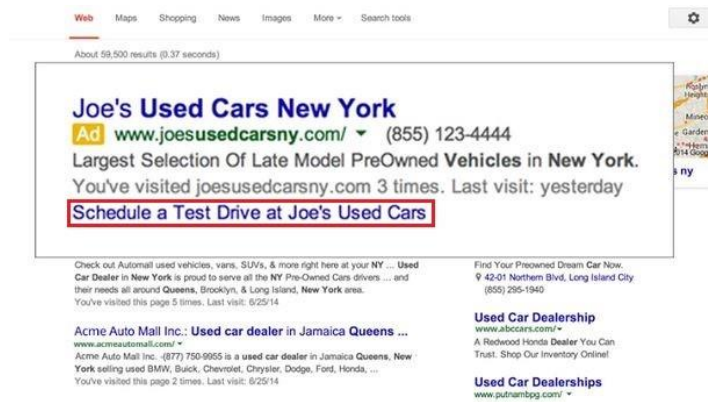 Web Maps Shopping News Images More Search tools
About 59,500 results (0.37 seconds)
Joe's Used Cars New York
Ad www.joesusedcarsny.com/ (855) 123-4444
Largest Selection Of Late Model PreOwned Vehicles in New York.
You've visited joesusedcarsny.com 3 times. Last visit: yesterday
Schedule a Test Drive at Joe's Used Cars
Check out Automall used vehicles, vans, SUVs, & more right here at your NY ... Used
Car Dealer in New York is proud to serve all the NY Pre-Owned Cars drivers ... and
their needs all around Queens, Brooklyn, & Long Island, New York area.
You've visited this page 5 times. Last visit: 6/25/14
Acme Auto Mall Inc.: Used car dealer in Jamaica Queens ...
www.acmeautomall.com/
Acme Auto Mall Inc. -(877) 750-9955 is a used car dealer in Jamaica Queens, New
York selling used BMW, Buick, Chevrolet, Chrysler, Dodge, Ford, Honda, ...
You've visited this page 2 times. Last visit: 6/25/14
Mineo
Garden
Hem
2014 Goog
s ny
Find Your Preowned Dream Car Now.
42-01 Northern Blvd, Long Island City
(855) 295-1940
Used Car Dealership
www.abccars.com/
A Redwood Honda Dealer You Can
Trust. Shop Our Inventory Online!
Used Car Dealerships
www.putnambpg.com/